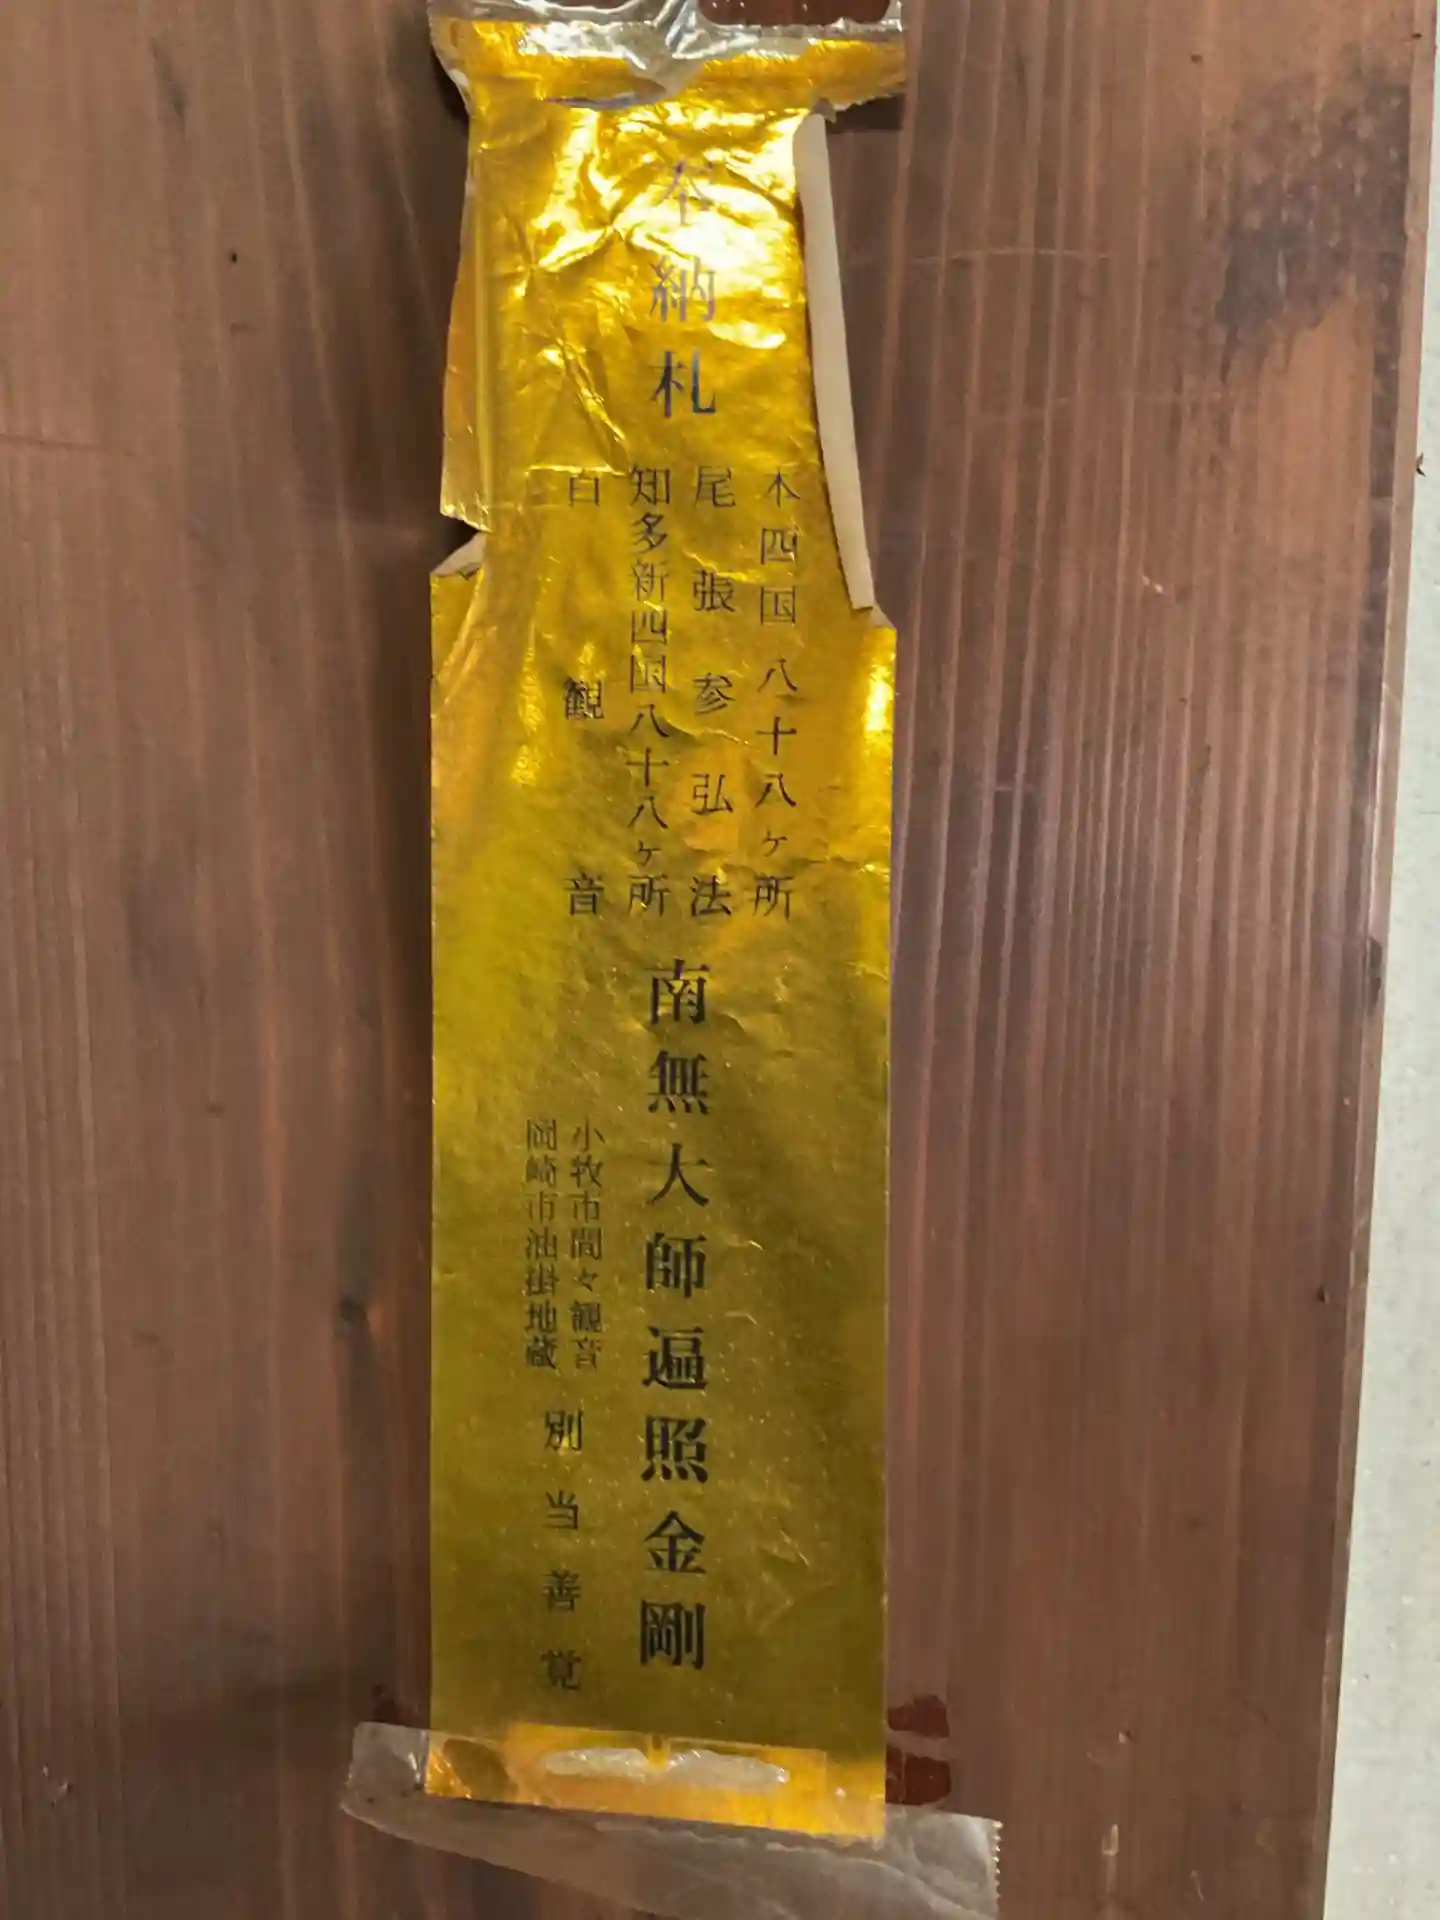 奉納札
本四国八十八ヶ所
尾張参弘法
知多新四国八十八ヶ所
百観音
南無大師遍照金剛
小牧市間々観音
岡崎市油掛地蔵
別当善覚